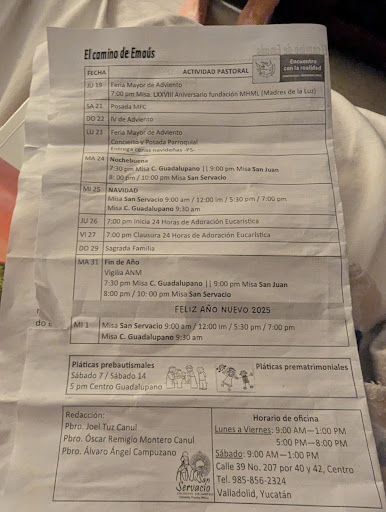 El camino de Emaús
FECHA ACTIVIDAD PASTORAL
Encuentro
con la realidad
JU 19 Feria Mayor de Adviento
7:00 pm Misa. LXXVIII Aniversario fundación MHML (Madres de la Luz)
SA 21 Posada MFC
DO 22 IV de Adviento
LU 23 Feria Mayor de Adviento
Concierto y Posada Parroquial
Entrega cenas navideñas -PS-
MA 24 Nochebuena
7:30 pm Misa C. Guadalupano || 9:00 pm Misa San Juan
8:00 pm / 10:00 pm Misa San Servacio
MI 25 NAVIDAD
Misa San Servacio 9:00 am / 12:00 im / 5:30 pm / 7:00 pm
Misa C. Guadalupano 9:30 am
JU 26 7:00 pm Inicia 24 Horas de Adoración Eucarística
VI 27 7:00 pm Clausura 24 Horas de Adoración Eucarística
DO 29 Sagrada Familia
MA 31 Fin de Año
Vigilia ANM
7:30 pm Misa C. Guadalupano || 9:00 pm Misa San Juan
8:00 pm / 10:00 pm Misa San Servacio
FELIZ AÑO NUEVO 2025
MI 1 Misa San Servacio 9:00 am / 12:00 im / 5:30 pm / 7:00 pm
Misa C. Guadalupano 9:30 am
Pláticas prebautismales
Sábado 7 / Sábado 14
5 pm Centro Guadalupano
Pláticas prematrimoniales
Redacción:
Pbro. Joel Tuz Canul
Pbro. Óscar Remigio Montero Canul
Pbro. Álvaro Ángel Campuzano
San
Servacio
Horario de oficina
Lunes a Viernes: 9:00 AM—1:00 PM
5:00 PM—8:00 PM
Sábado: 9:00 AM—1:00 PM
Calle 39 No. 207 por 40 y 42, Centro
Tel. 985-856-2324
Valladolid, Yucatán